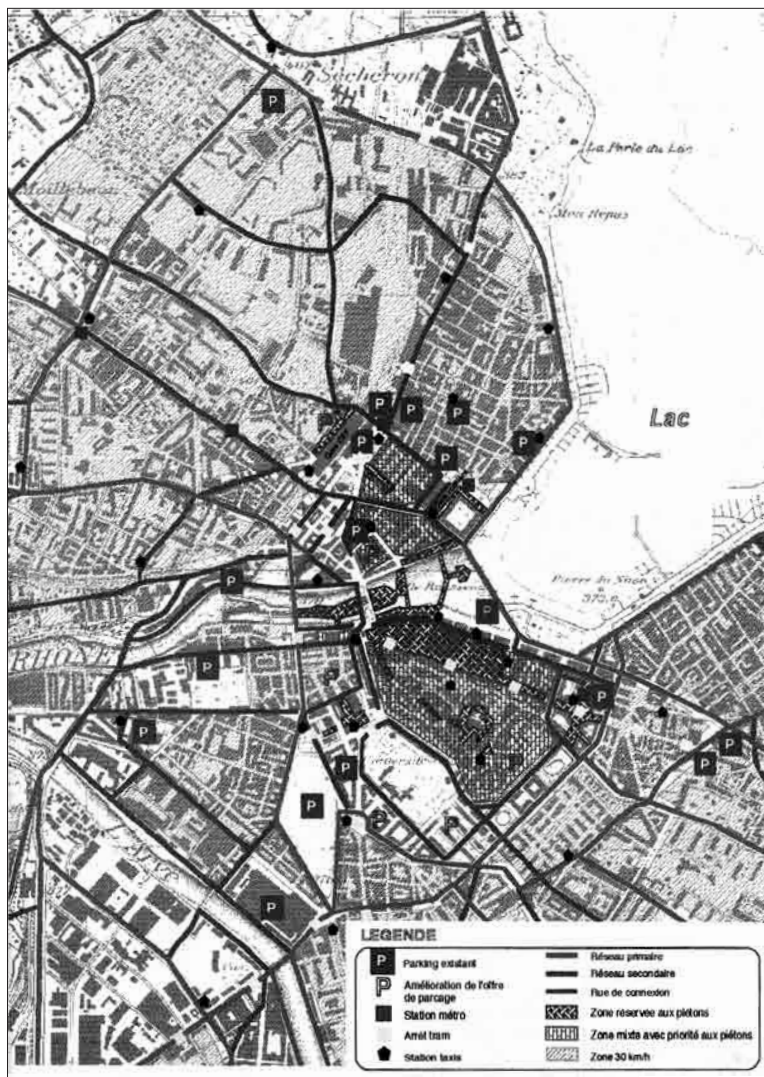 Sécheron
La Perle du Lac
Mon Repos
Lac
Pierre du Niton
RHONE
LEGENDE
P Parking existant
P Amélioration de l'offre
de parcage
Station métro
Arrêt tram
Station taxis
Réseau primaire
Réseau secondaire
Rue de connexion
Zone réservée aux piétons
Zone mixte avec priorité aux piétons
Zone 30 km/h